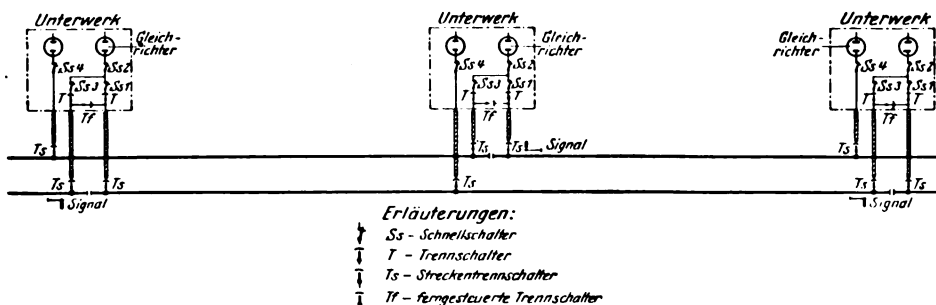 Unterwerk
Gleich-
richter
Ss4
Ss2
Ss3
Ss1
T
T
Tf
Ts
Ts
Ts
Signal
Unterwerk
Gleich-
richter
Ss4
Ss2
Ss3
Ss1
T
T
Tf
Ts
Ts
Signal
Ts
Unterwerk
Gleich-
richter
Ss4
Ss2
Ss3
Ss1
T
T
Tf
Ts
Ts
Ts
Signal
Erläuterungen:
Ss - Schnellschalter
T - Trennschalter
Ts - Streckentrennschalter
Tf - ferngesteuerte Trennschalter